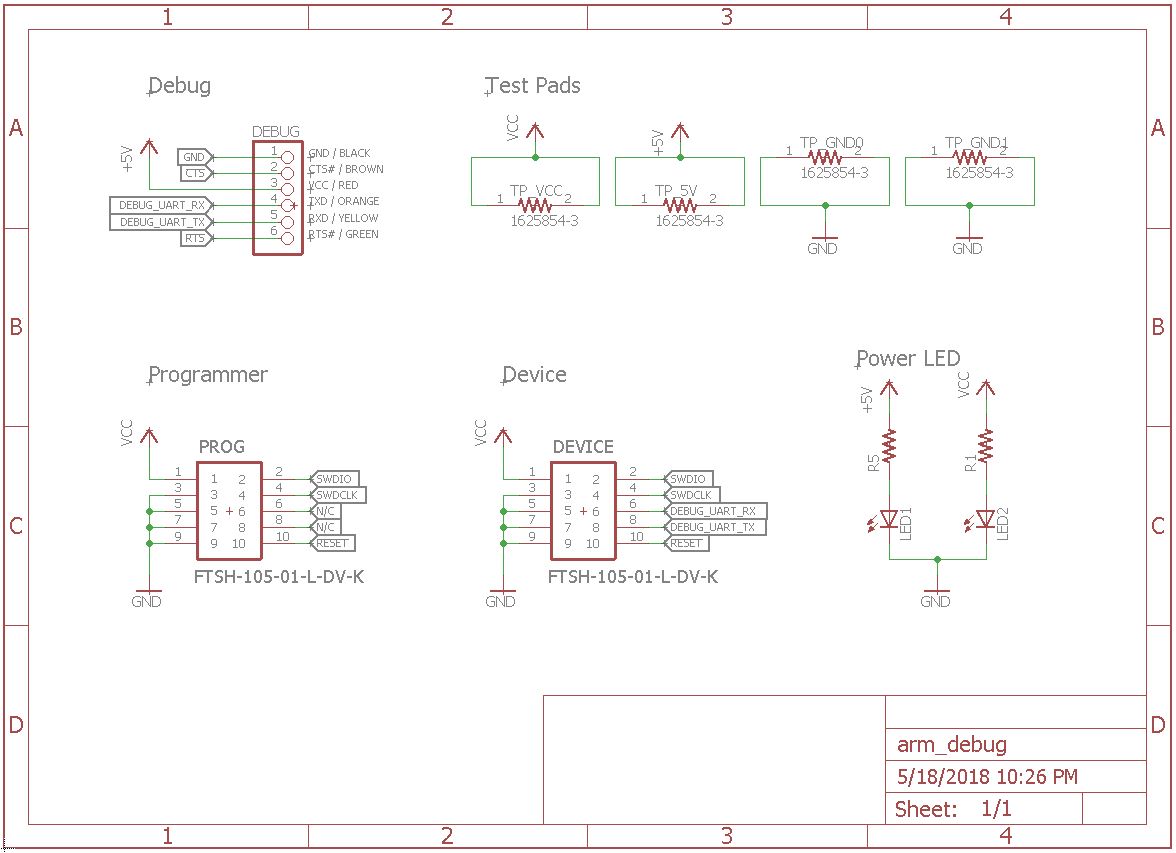 1 2 3 4
A A
Debug
Test Pads
+5V
DEBUG
GND 1 GND / BLACK
CTS 2 CTS# / BROWN
3 VCC / RED
DEBUG_UART_RX 4 TXD / ORANGE
DEBUG_UART_TX 5 RXD / YELLOW
RTS 6 RTS# / GREEN
VCC
1 TP_VCC 2
1625854-3
+5V
1 TP_5V 2
1625854-3
1 TP_GND0 2
1625854-3
GND
1 TP_GND1 2
1625854-3
GND
B B
Programmer
VCC
PROG
1 1 2 2 SWDIO
3 3 4 4 SWDCLK
5 5 6 6 N/C
7 7 8 8 N/C
9 9 10 10 RESET
FTSH-105-01-L-DV-K
GND
Device
VCC
DEVICE
1 1 2 2 SWDIO
3 3 4 4 SWDCLK
5 5 6 6 DEBUG_UART_RX
7 7 8 8 DEBUG_UART_TX
9 9 10 10 RESET
FTSH-105-01-L-DV-K
GND
Power LED
+5V
VCC
R5
R1
LED1
LED2
GND
C C
D D
arm_debug
5/18/2018 10:26 PM
Sheet: 1/1
1 2 3 4